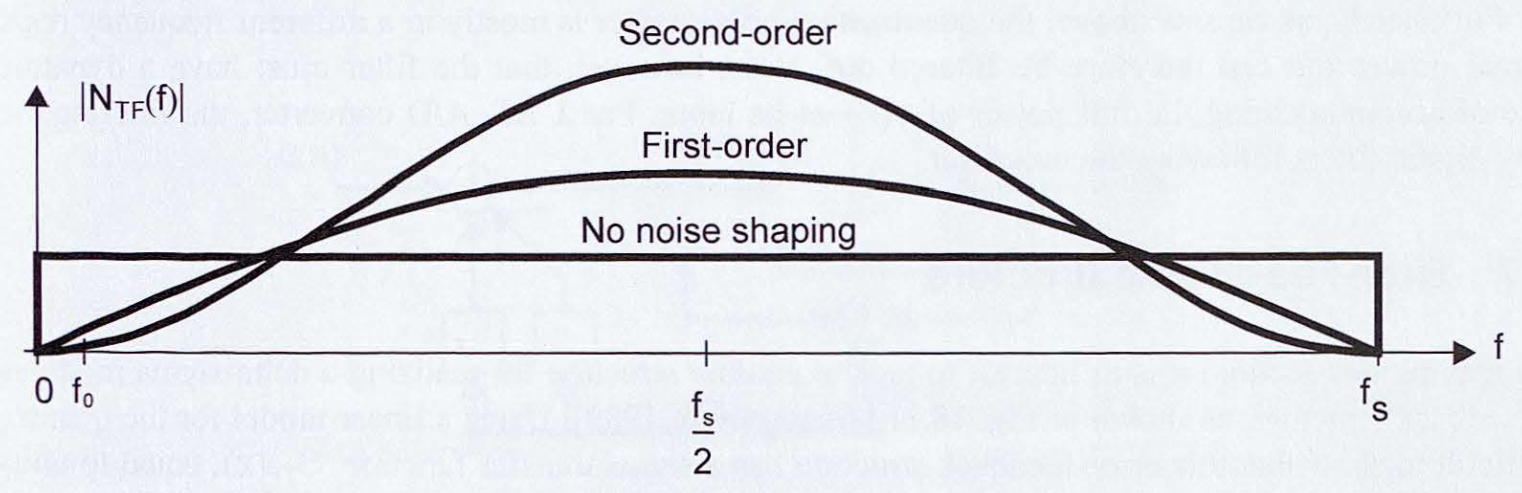 Second-order
|N_TF(f)|
First-order
No noise shaping
f
0 f₀ f_s/2 f_s